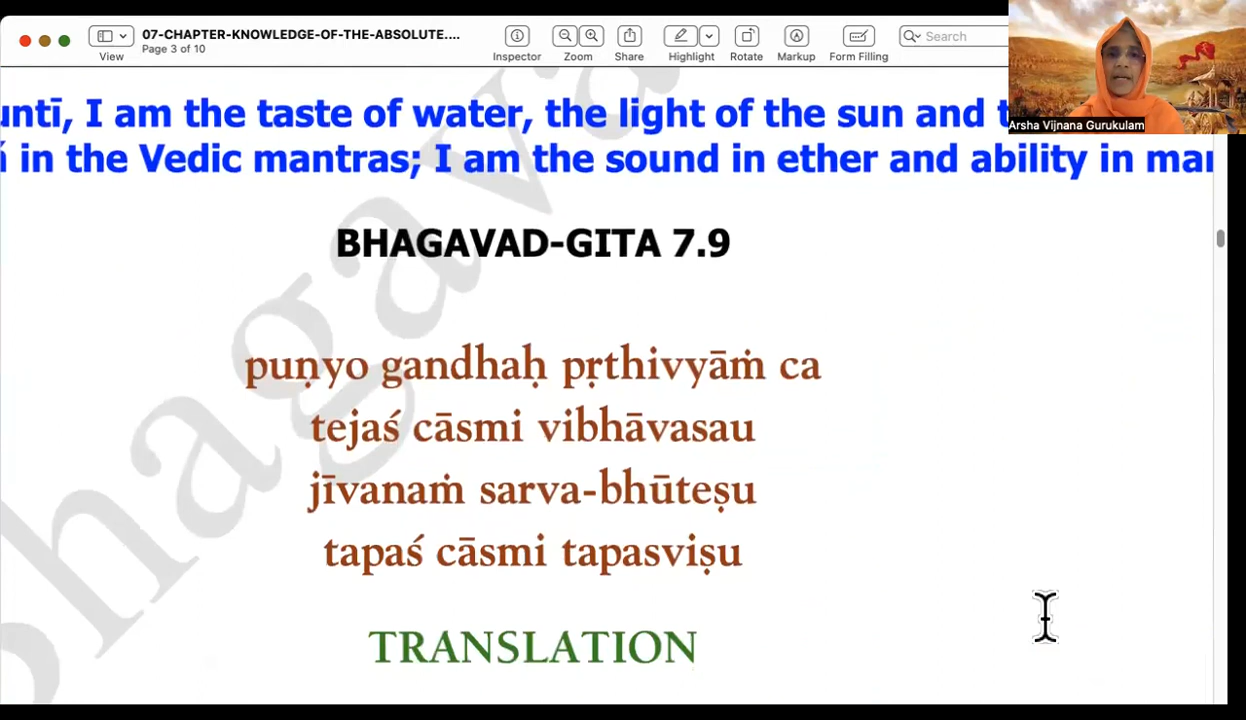 07-CHAPTER-KNOWLEDGE-OF-THE-ABSOLUTE....
Page 3 of 10
View
Inspector
Zoom
Share
Highlight
Rotate
Markup
Form Filling
Search
Arsha Vijnana Gurukulam
I am the taste of water, the light of the sun and
in the Vedic mantras; I am the sound in ether and ability in
BHAGAVAD-GITA 7.9
puṇyo gandhaḥ pṛthivyāṁ ca
tejaś cāsmi vibhāvasau
jīvanaṁ sarva-bhūteṣu
tapaś cāsmi tapasviṣu
TRANSLATION
bhagava